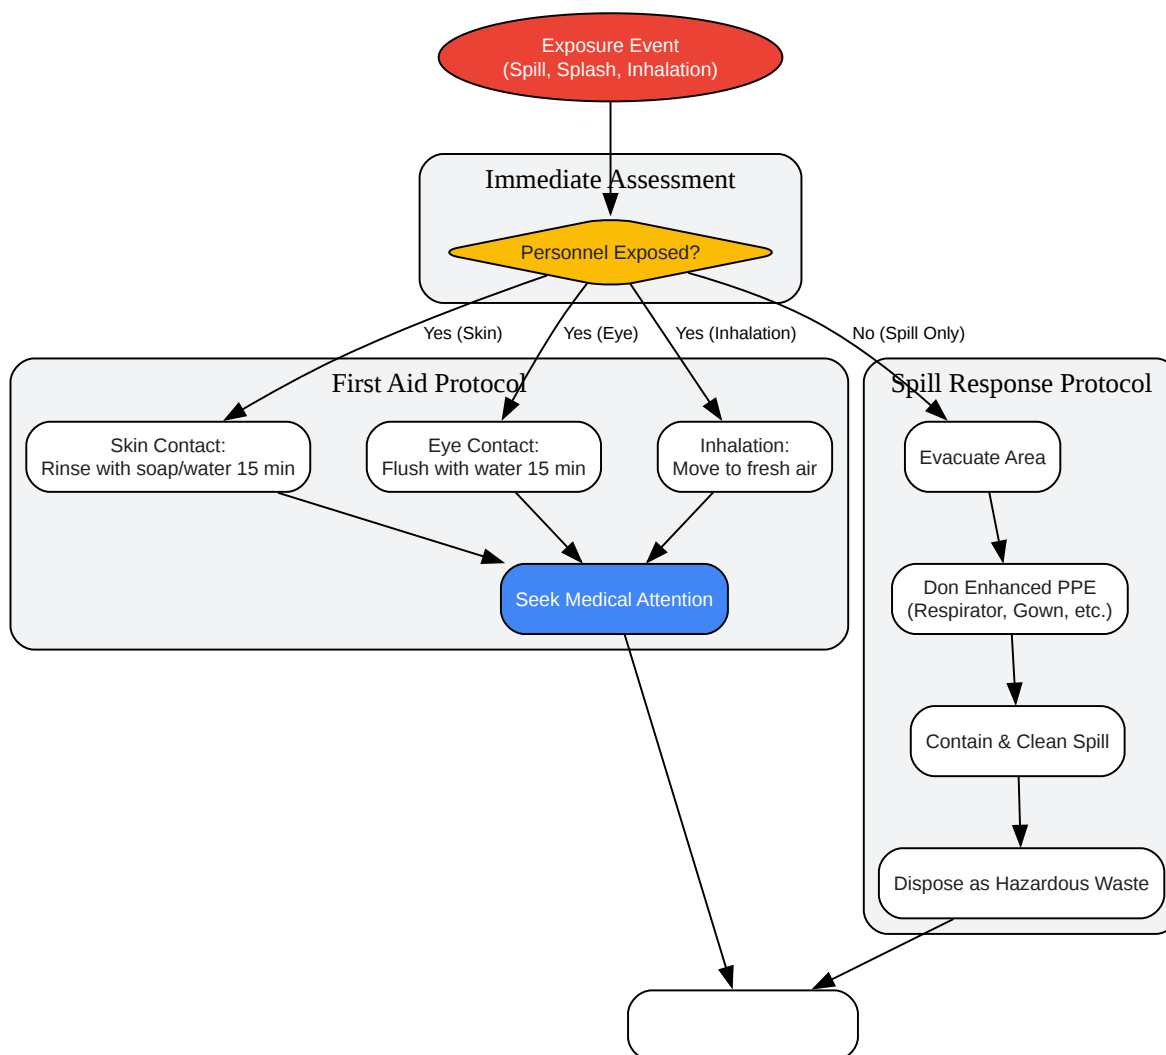 Exposure Event
(Spill, Splash, Inhalation)
Immediate Assessment
Personnel Exposed?
Yes (Skin)
Yes (Eye)
Yes (Inhalation)
No (Spill Only)
First Aid Protocol
Spill Response Protocol
Skin Contact:
Rinse with soap/water 15 min
Eye Contact:
Flush with water 15 min
Inhalation:
Move to fresh air
Evacuate Area
Seek Medical Attention
Don Enhanced PPE
(Respirator, Gown, etc.)
Contain & Clean Spill
Dispose as Hazardous Waste